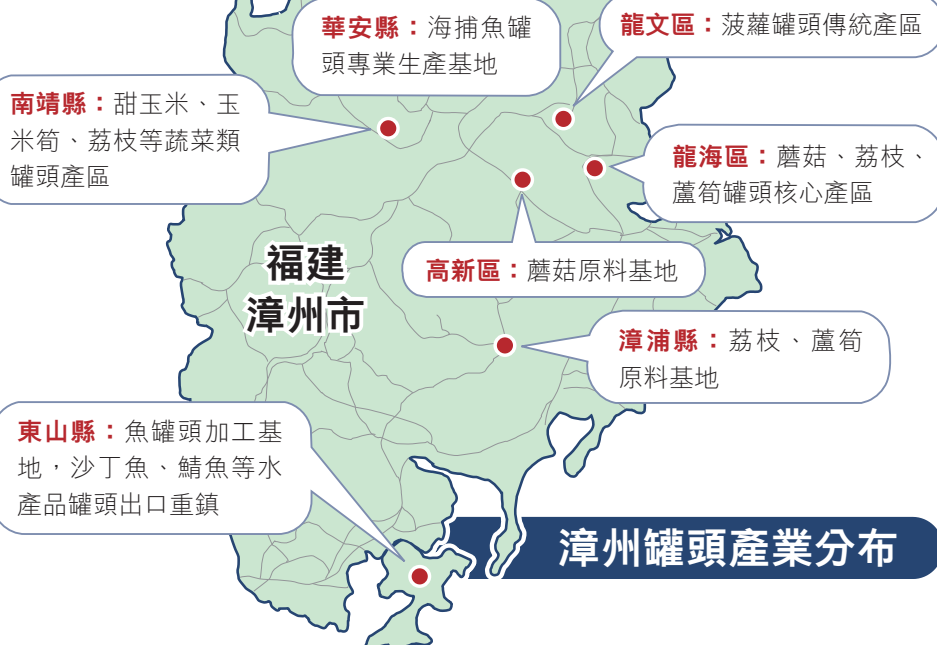 華安縣：海捕魚罐
頭專業生產基地
龍文區：菠蘿罐頭傳統產區
南靖縣：甜玉米、玉
米筍、荔枝等蔬菜類
罐頭產區
龍海區：蘑菇、荔枝、
蘆筍罐頭核心產區
福建
漳州市
高新區：蘑菇原料基地
漳浦縣：荔枝、蘆筍
原料基地
東山縣：魚罐頭加工基
地，沙丁魚、鯖魚等水
產品罐頭出口重鎮
漳州罐頭產業分布